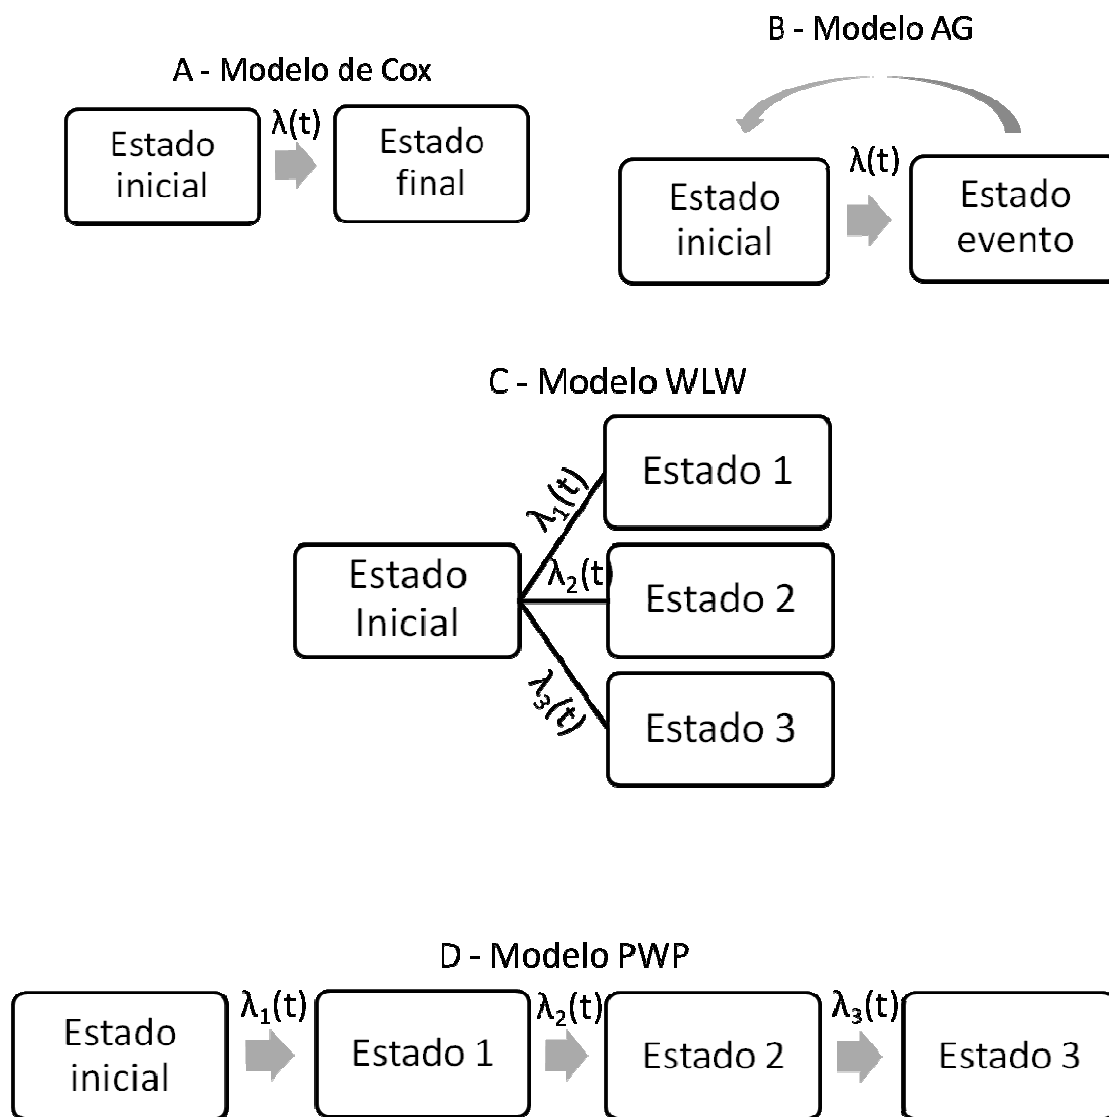 A - Modelo de Cox
Estado
inicial
λ(t)
Estado
final
B - Modelo AG
Estado
inicial
λ(t)
Estado
evento
C - Modelo WLW
Estado
Inicial
λ₁(t)
Estado 1
λ₂(t)
Estado 2
λ₃(t)
Estado 3
D - Modelo PWP
Estado
inicial
λ₁(t)
Estado 1
λ₂(t)
Estado 2
λ₃(t)
Estado 3